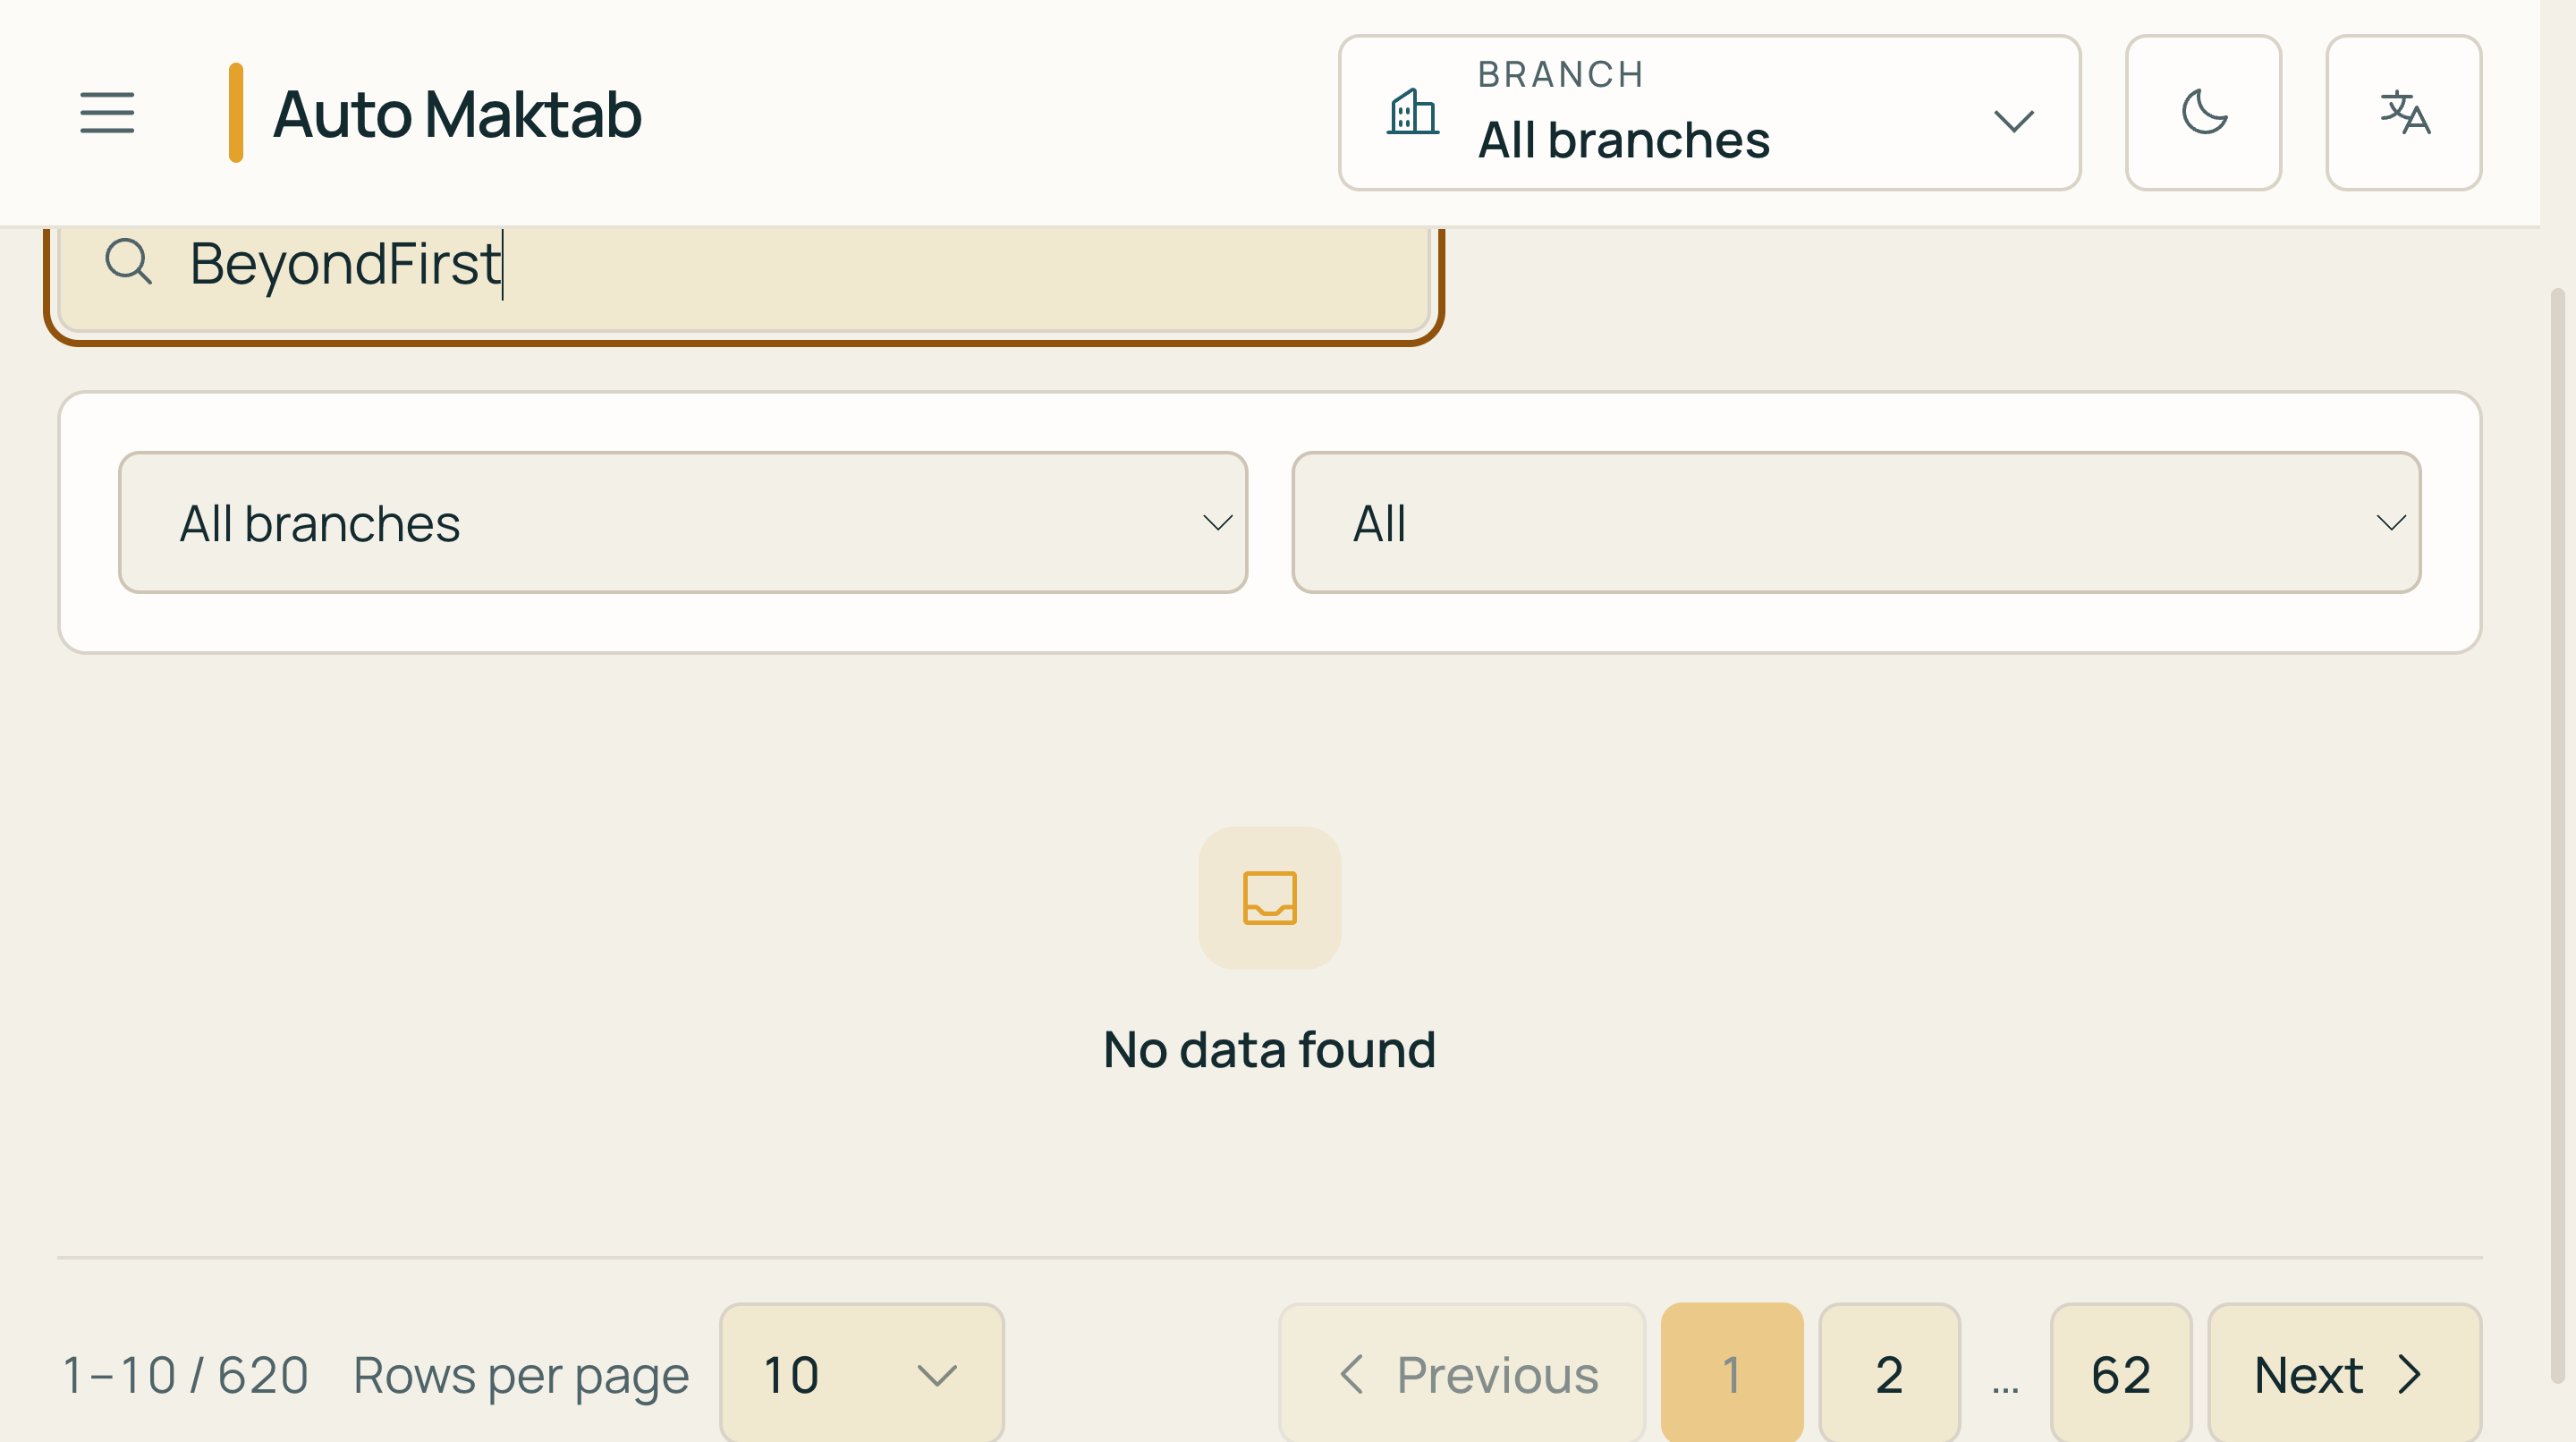 Auto Maktab
BRANCH
All branches
BeyondFirst
All branches
All
No data found
1–10 / 620
Rows per page
10
Previous
1
2
...
62
Next